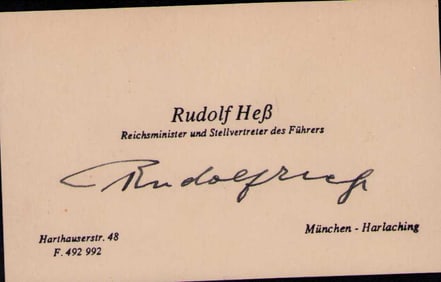 Rudolf Heß
Reichsminister und Stellvertreter des Führers
Rudolf Heß
Harthauserstr. 48
München - Harlaching
F. 492 992